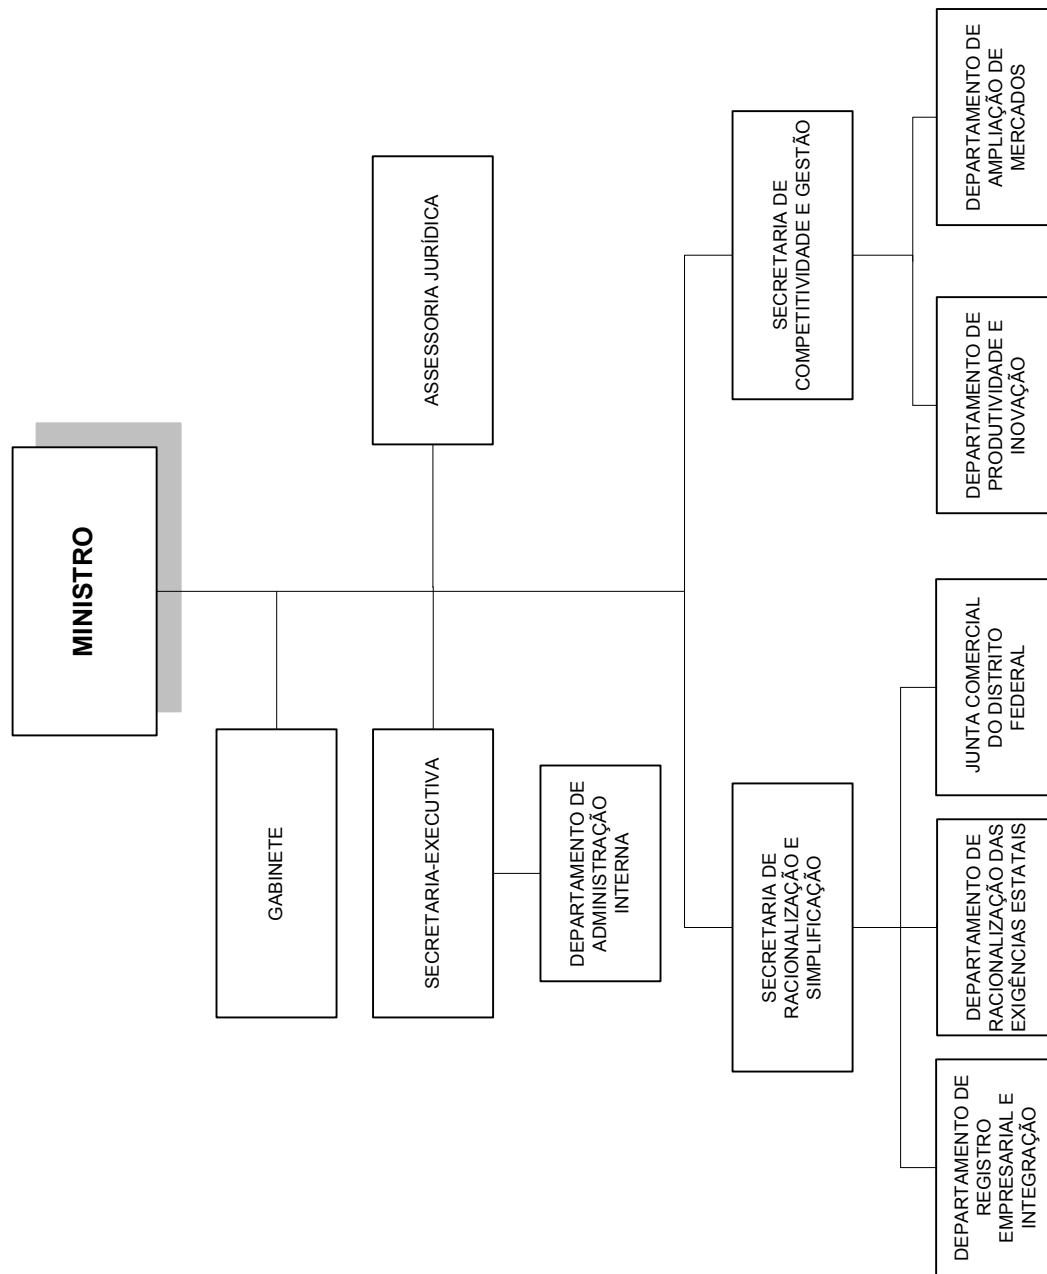 MINISTRO
GABINETE
SECRETARIA-EXECUTIVA
ASSESSORIA JURÍDICA
DEPARTAMENTO DE
ADMINISTRAÇÃO
INTERNA
SECRETARIA DE
RACIONALIZAÇÃO E
SIMPLIFICAÇÃO
SECRETARIA DE
COMPETITIVIDADE E GESTÃO
DEPARTAMENTO DE
REGISTRO
EMPRESARIAL E
INTEGRAÇÃO
DEPARTAMENTO DE
RACIONALIZAÇÃO DAS
EXIGÊNCIAS ESTATAIS
JUNTA COMERCIAL
DO DISTRITO
FEDERAL
DEPARTAMENTO DE
PRODUTIVIDADE E
INOVAÇÃO
DEPARTAMENTO DE
AMPLIAÇÃO DE
MERCADOS